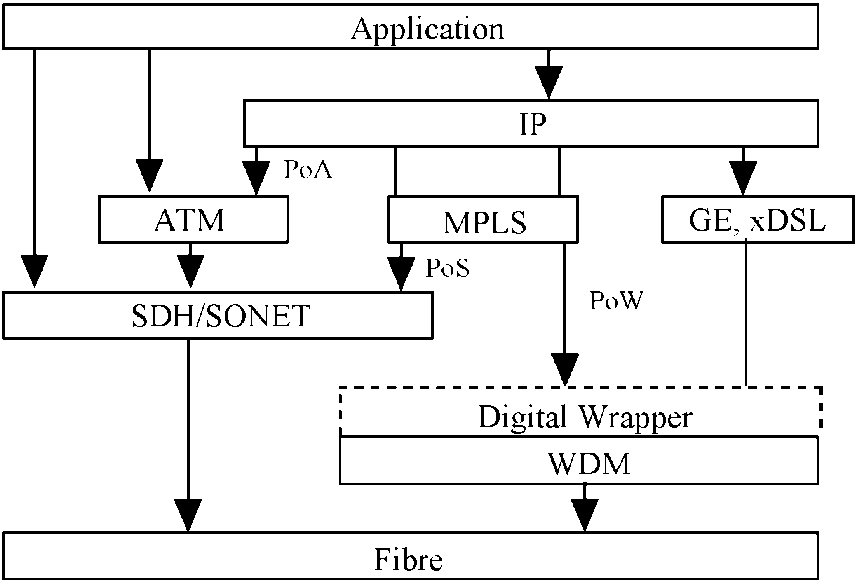 Application
IP
PoA
ATM
MPLS
GE, xDSL
PoS
PoW
SDH/SONET
Digital Wrapper
WDM
Fibre